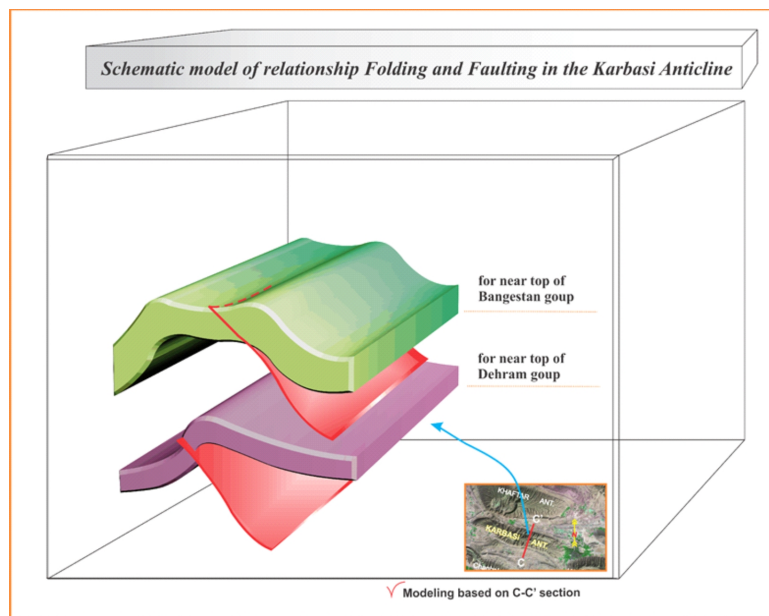 Schematic model of relationship Folding and Faulting in the Karbasi Anticline
for near top of
Bangestan goup
for near top of
Dehram goup
KHAFTAR ANT.
C'
KARBASI ANT.
C
Modeling based on C-C' section